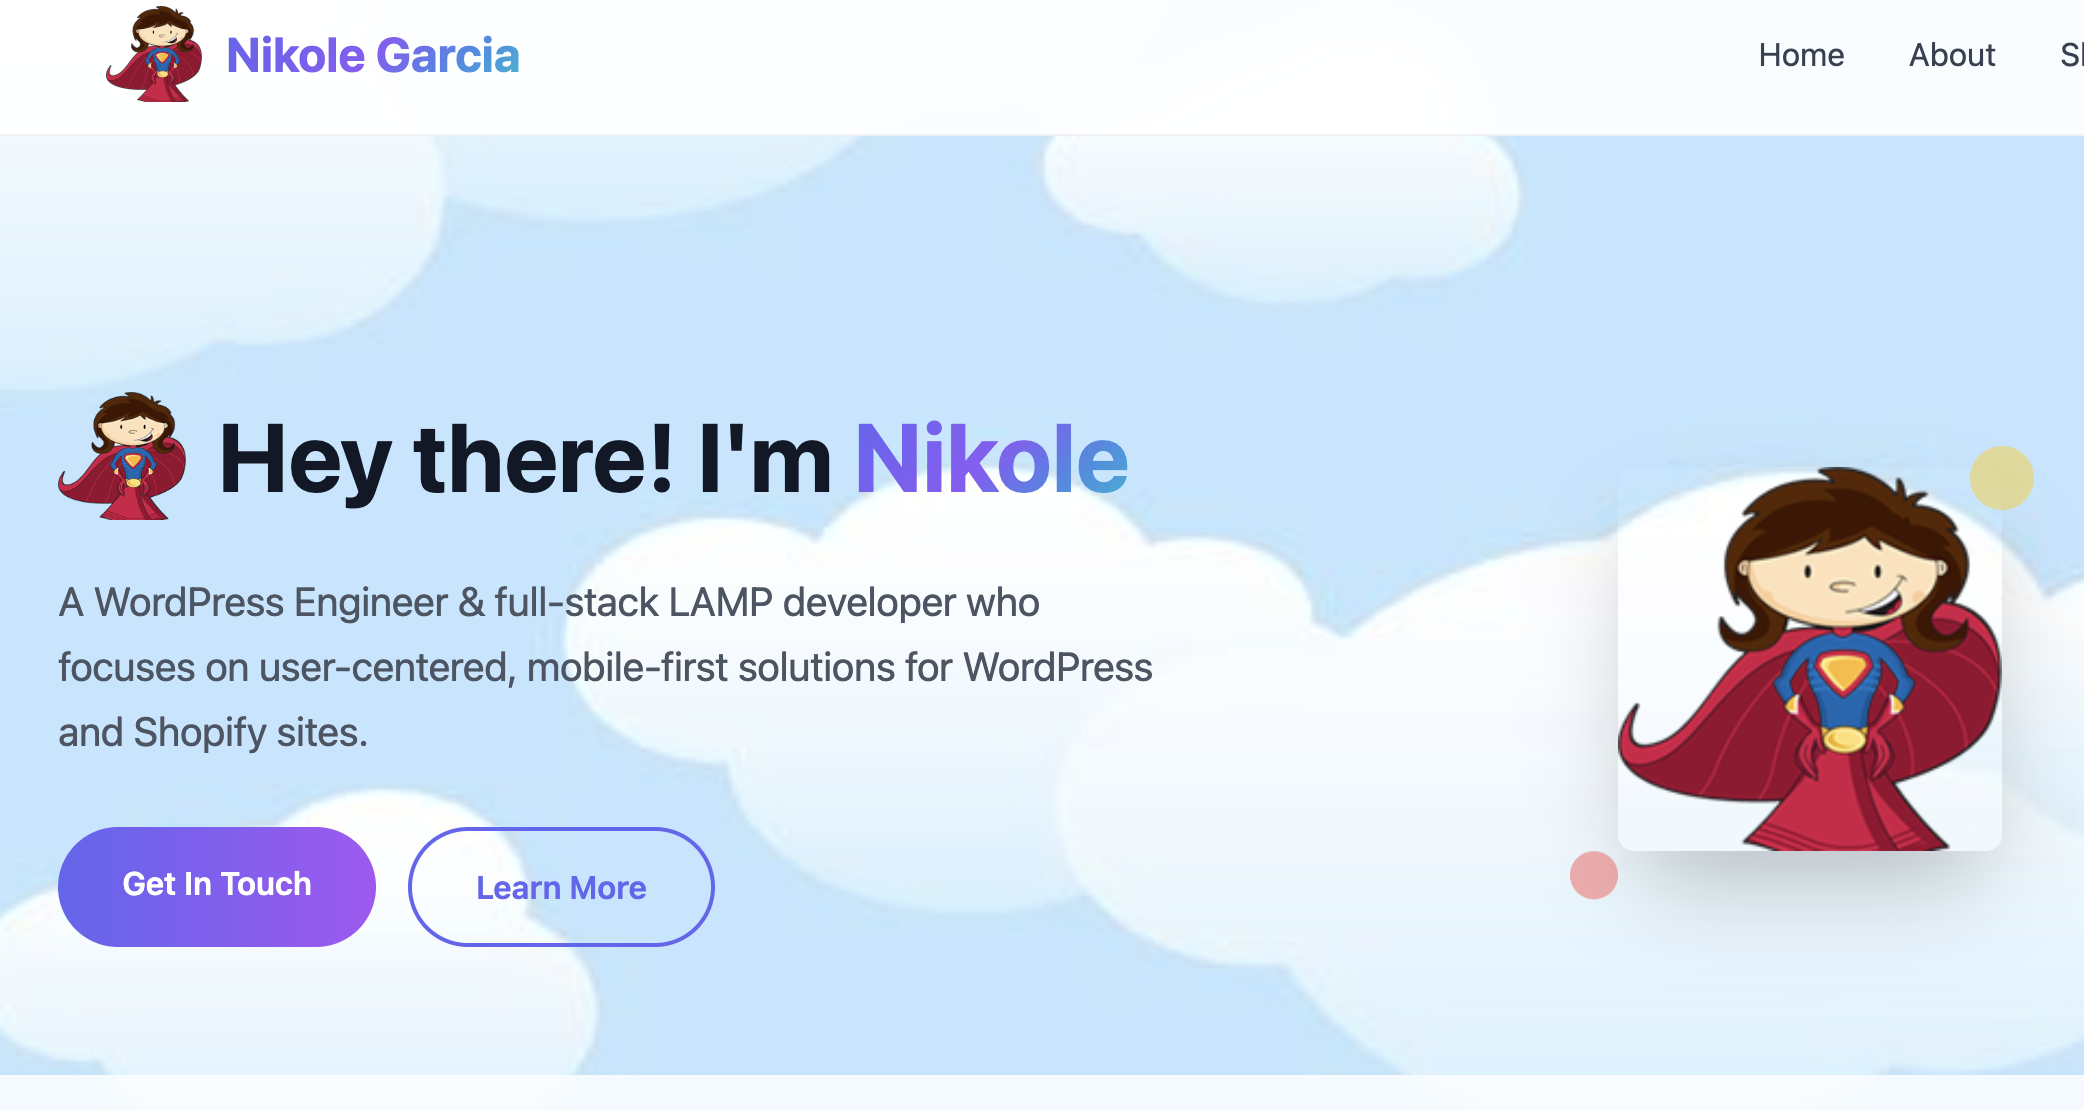 Nikole Garcia
Home About
Hey there! I'm Nikole
A WordPress Engineer & full-stack LAMP developer who
focuses on user-centered, mobile-first solutions for WordPress
and Shopify sites.
Get In Touch
Learn More